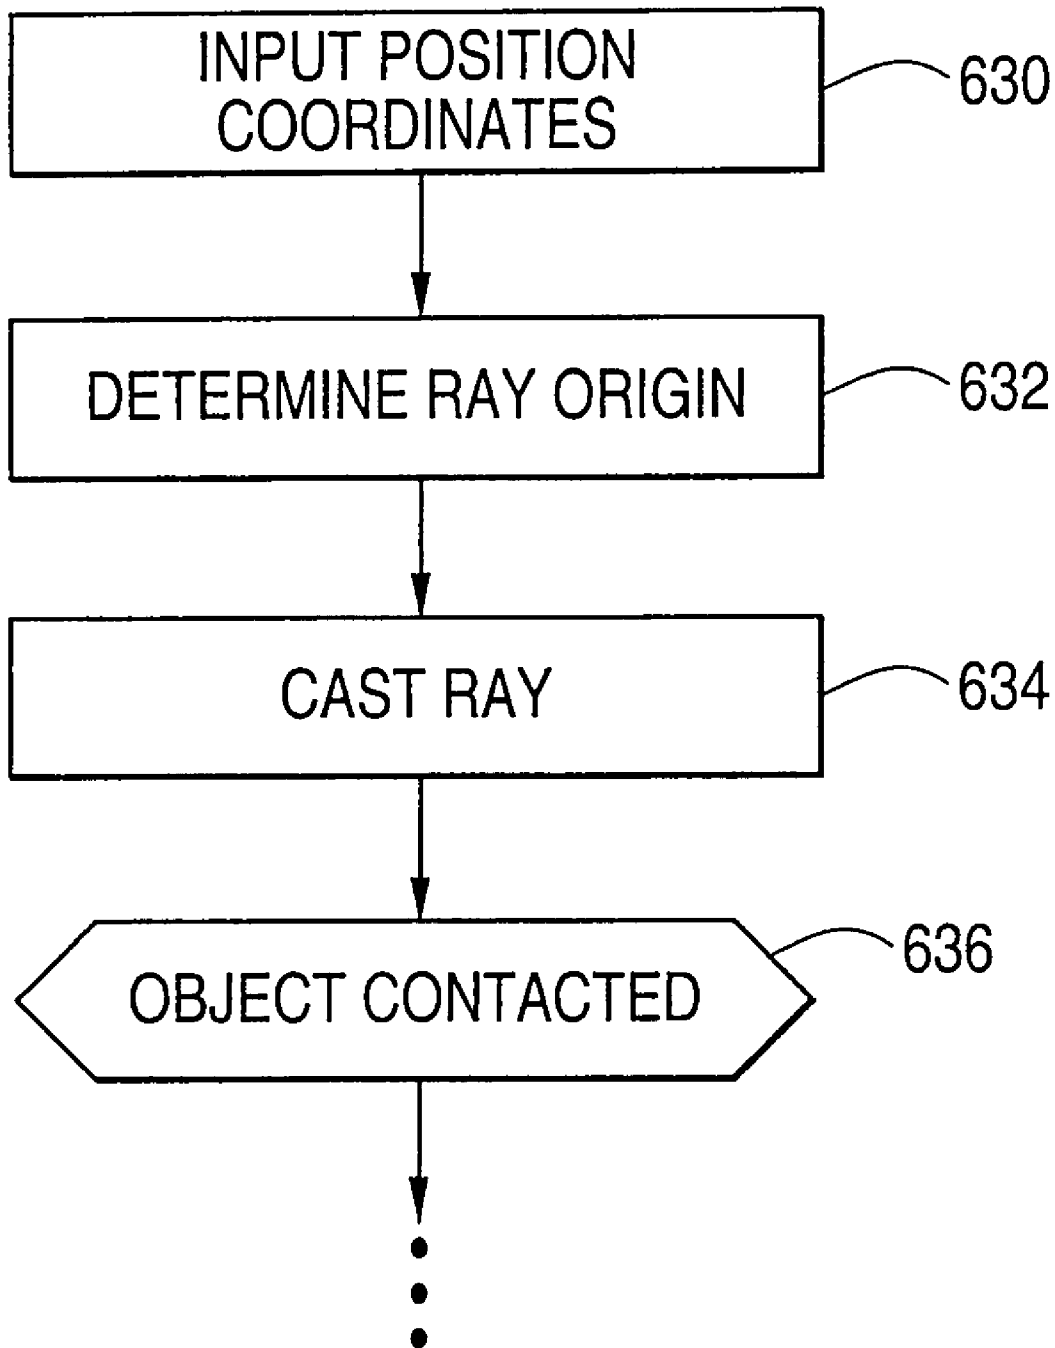 INPUT POSITION
COORDINATES
630
DETERMINE RAY ORIGIN
632
CAST RAY
634
OBJECT CONTACTED
636